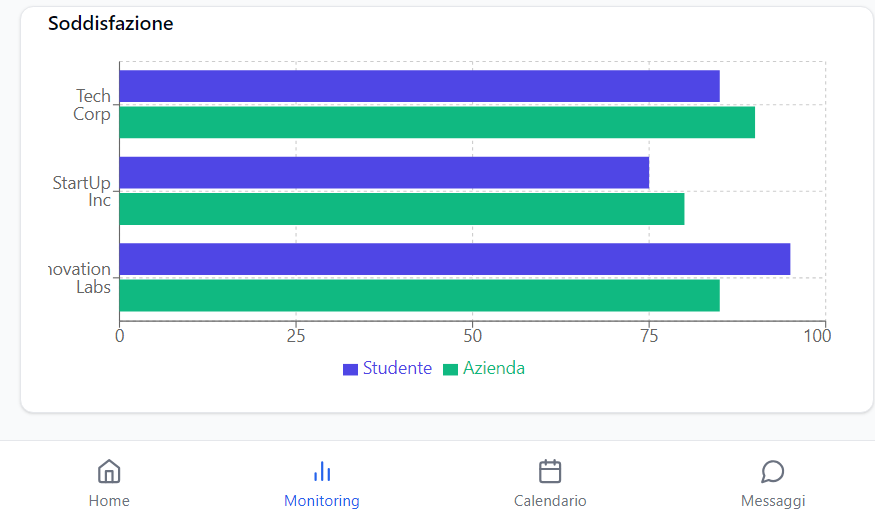 Soddisfazione
Tech
Corp
StartUp
Inc
novation
Labs
0 25 50 75 100
Studente Azienda
Home Monitoring Calendario Messaggi